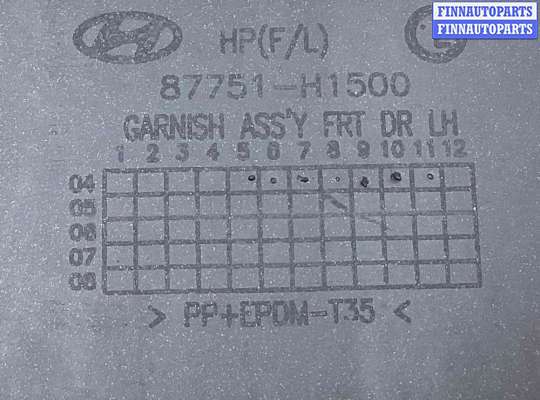 FINNAUTOPARTS
FINNAUTOPARTS
HP(F/L)
87751-H1500
GARNISH ASS'Y FRT DR LH
1 2 3 4 5 6 7 8 9 10 11 12
04
05
06
07
08
> PP+EPDM-T35 <